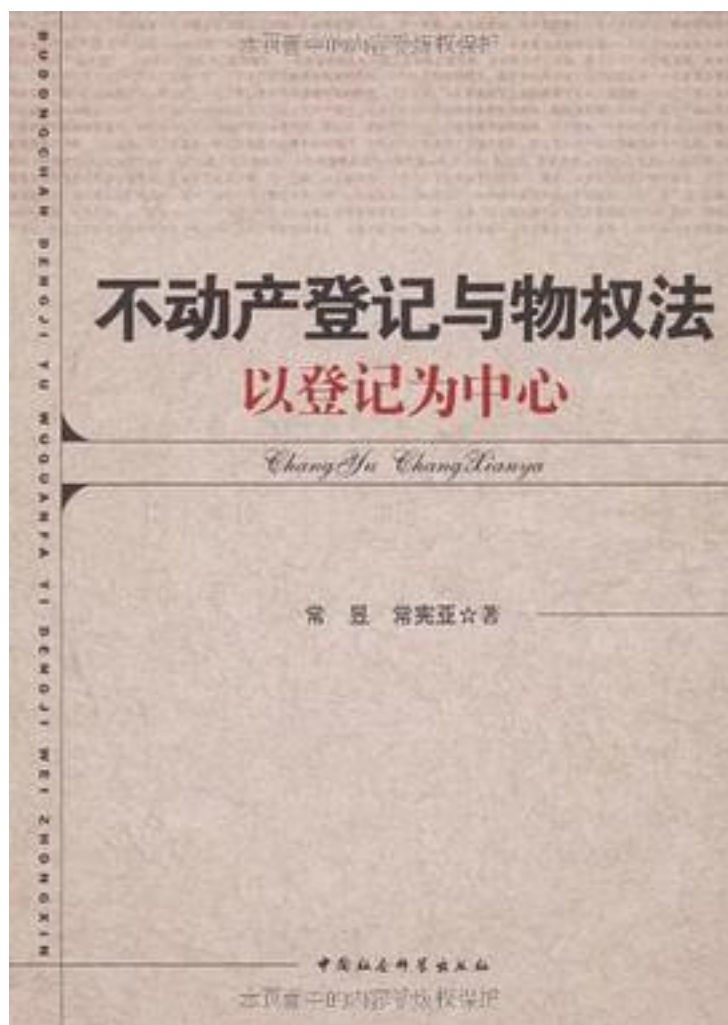 本页面中的内容受版权保护
BUDONGCHAN DENGJI YU WUQUANFA YI DENGJI WEI ZHONGXIN
不动产登记与物权法
以登记为中心
Chang Yu Chang Xianya
常 昱 常宪亚☆著
中国社会科学出版社
本页面中的内容受版权保护